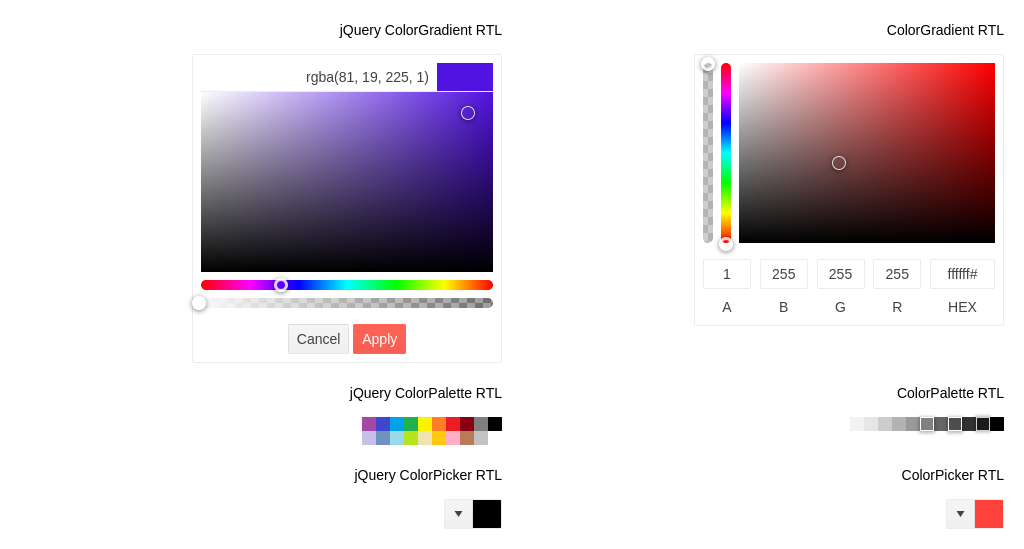 jQuery ColorGradient RTL
rgba(81, 19, 225, 1)
Cancel Apply
jQuery ColorPalette RTL
jQuery ColorPicker RTL
ColorGradient RTL
1 255 255 255 ffffff#
A B G R HEX
ColorPalette RTL
ColorPicker RTL